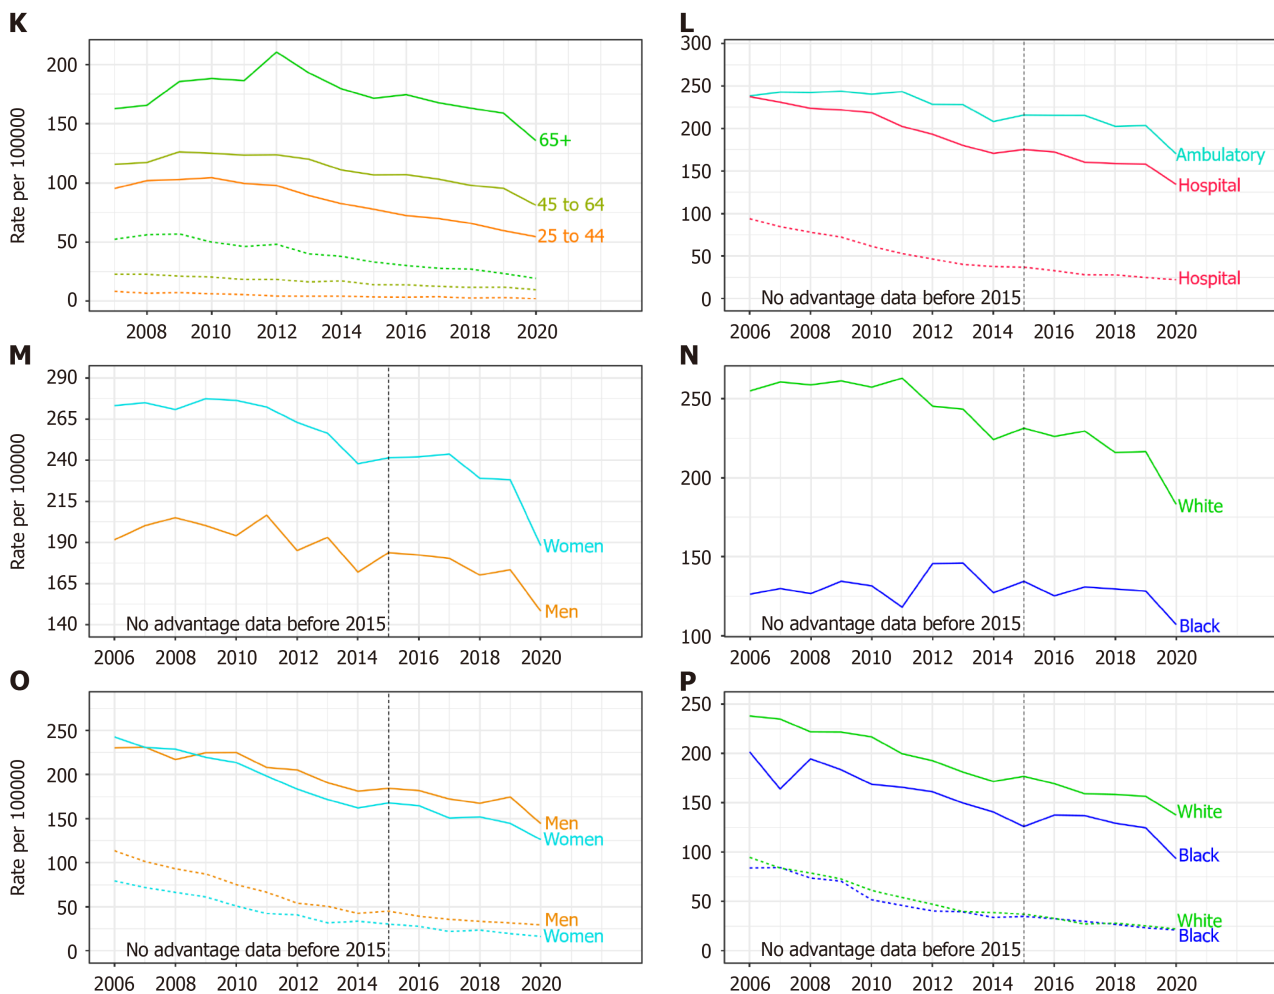 K
L
Rate per 100000
200
150
100
50
0
65+
45 to 64
25 to 44
2008 2010 2012 2014 2016 2018 2020
300
250
200
150
100
50
0
Ambulatory
Hospital
Hospital
No advantage data before 2015
2006 2008 2010 2012 2014 2016 2018 2020
M
N
Rate per 100000
290
265
240
215
190
165
140
Women
Men
No advantage data before 2015
2006 2008 2010 2012 2014 2016 2018 2020
250
200
150
100
White
Black
No advantage data before 2015
2006 2008 2010 2012 2014 2016 2018 2020
O
P
Rate per 100000
250
200
150
100
50
0
Men
Women
Men
Women
No advantage data before 2015
2006 2008 2010 2012 2014 2016 2018 2020
250
200
150
100
50
0
White
Black
White
Black
No advantage data before 2015
2006 2008 2010 2012 2014 2016 2018 2020